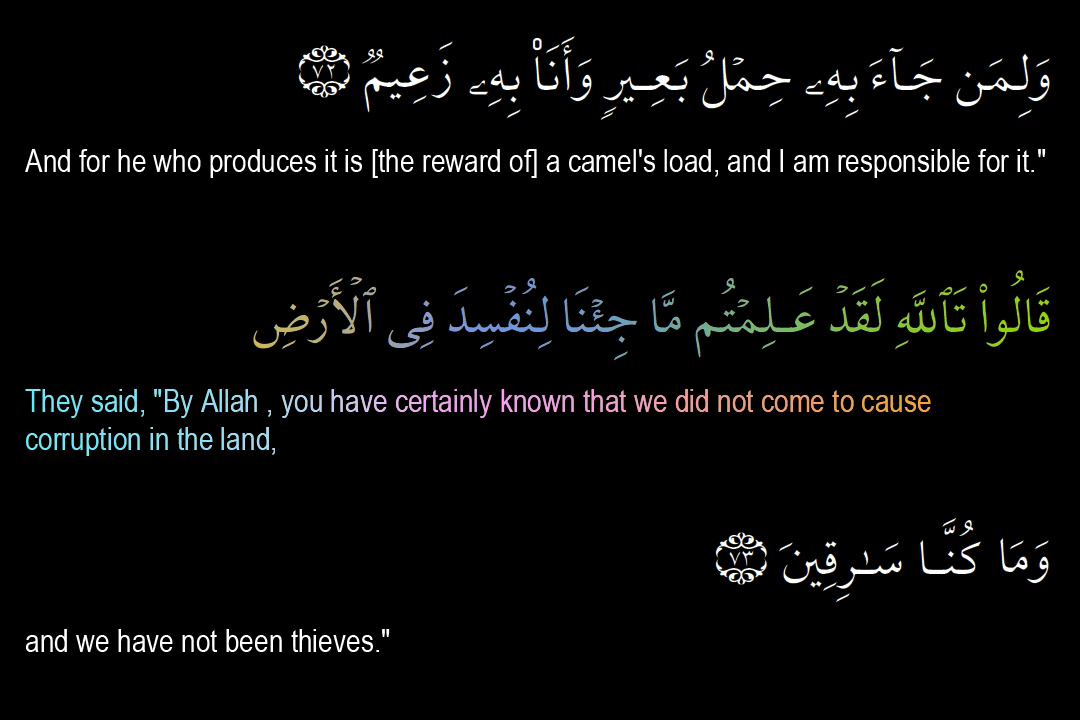 وَلِمَن جَآءَ بِهِۦ حِمْلُ بَعِيرٍ وَأَنَا۠ بِهِۦ زَعِيمٌ ٧٢
And for he who produces it is [the reward of] a camel's load, and I am responsible for it."
قَالُوا۟ تَٱللَّهِ لَقَدْ عَلِمْتُم مَّا جِئْنَا لِنُفْسِدَ فِى ٱلْأَرْضِ
They said, "By Allah , you have certainly known that we did not come to cause
corruption in the land,
وَمَا كُنَّا سَـٰرِقِينَ ٧٣
and we have not been thieves."